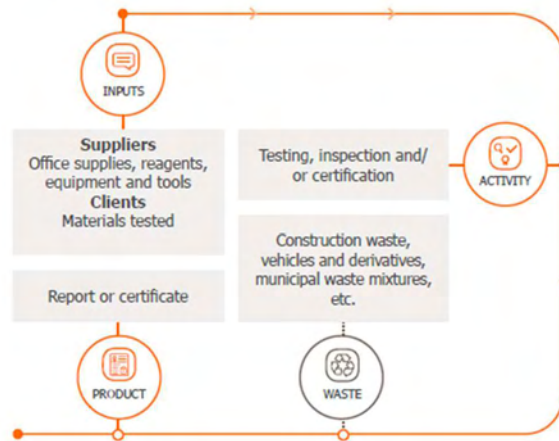 INPUTS
Suppliers
Office supplies, reagents,
equipment and tools
Clients
Materials tested
Testing, inspection and/
or certification
ACTIVITY
Construction waste,
vehicles and derivatives,
municipal waste mixtures,
etc.
Report or certificate
PRODUCT
WASTE